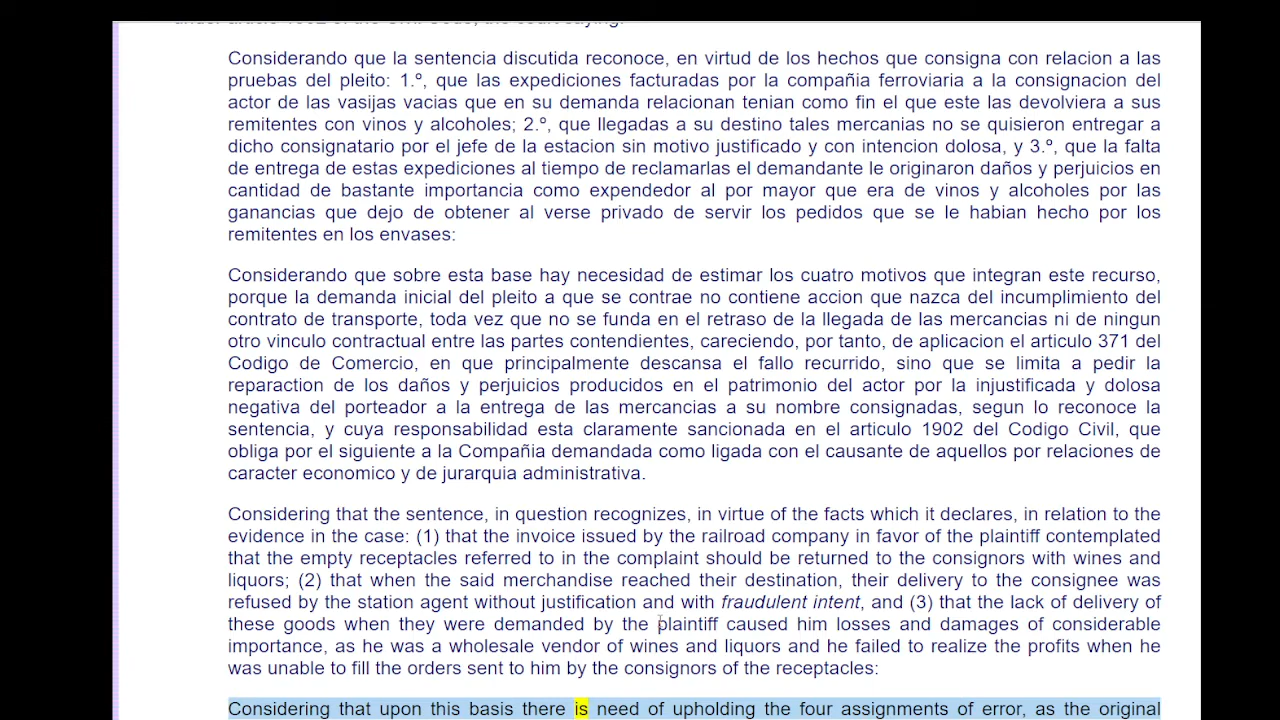 Considerando que la sentencia discutida reconoce, en virtud de los hechos que consigna con relacion a las
pruebas del pleito: 1.º, que las expediciones facturadas por la compañia ferroviaria a la consignacion del
actor de las vasijas vacias que en su demanda relacionan tenian como fin el que este las devolviera a sus
remitentes con vinos y alcoholes; 2.º, que llegadas a su destino tales mercanias no se quisieron entregar a
dicho consignatario por el jefe de la estacion sin motivo justificado y con intencion dolosa, y 3.º, que la falta
de entrega de estas expediciones al tiempo de reclamarlas el demandante le originaron daños y perjuicios en
cantidad de bastante importancia como expendedor al por mayor que era de vinos y alcoholes por las
ganancias que dejo de obtener al verse privado de servir los pedidos que se le habian hecho por los
remitentes en los envases:
Considerando que sobre esta base hay necesidad de estimar los cuatro motivos que integran este recurso,
porque la demanda inicial del pleito a que se contrae no contiene accion que nazca del incumplimiento del
contrato de transporte, toda vez que no se funda en el retraso de la llegada de las mercancias ni de ningun
otro vinculo contractual entre las partes contendientes, careciendo, por tanto, de aplicacion el articulo 371 del
Codigo de Comercio, en que principalmente descansa el fallo recurrido, sino que se limita a pedir la
reparaction de los daños y perjuicios producidos en el patrimonio del actor por la injustificada y dolosa
negativa del porteador a la entrega de las mercancias a su nombre consignadas, segun lo reconoce la
sentencia, y cuya responsabilidad esta claramente sancionada en el articulo 1902 del Codigo Civil, que
obliga por el siguiente a la Compañia demandada como ligada con el causante de aquellos por relaciones de
caracter economico y de jurarquia administrativa.
Considering that the sentence, in question recognizes, in virtue of the facts which it declares, in relation to the
evidence in the case: (1) that the invoice issued by the railroad company in favor of the plaintiff contemplated
that the empty receptacles referred to in the complaint should be returned to the consignors with wines and
liquors; (2) that when the said merchandise reached their destination, their delivery to the consignee was
refused by the station agent without justification and with fraudulent intent, and (3) that the lack of delivery of
these goods when they were demanded by the plaintiff caused him losses and damages of considerable
importance, as he was a wholesale vendor of wines and liquors and he failed to realize the profits when he
was unable to fill the orders sent to him by the consignors of the receptacles:
Considering that upon this basis there is need of upholding the four assignments of error, as the original